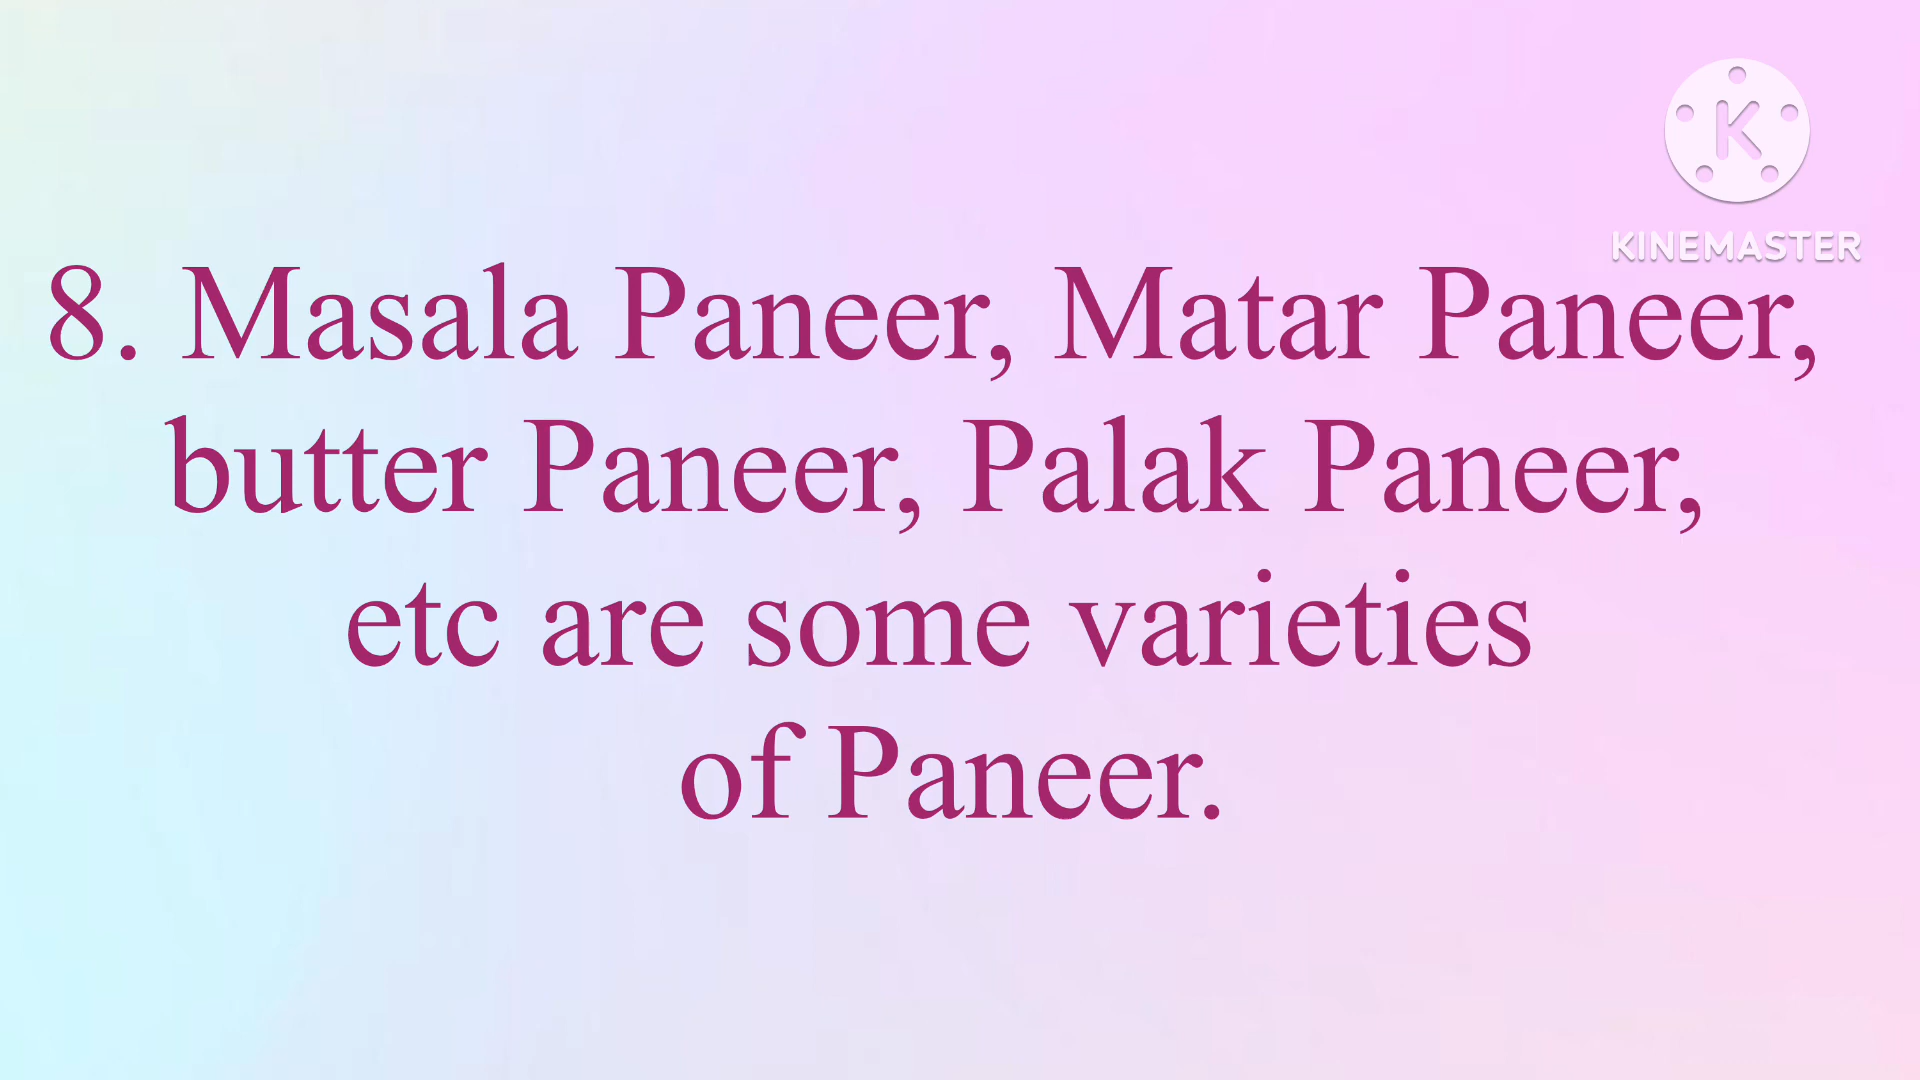 K
KINEMASTER
8. Masala Paneer, Matar Paneer,
butter Paneer, Palak Paneer,
etc are some varieties
of Paneer.